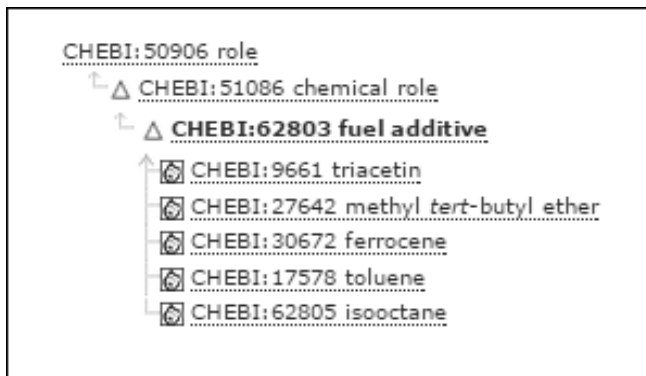 CHEBI:50906 role
CHEBI:51086 chemical role
CHEBI:62803 fuel additive
CHEBI:9661 triacetin
CHEBI:27642 methyl tert-butyl ether
CHEBI:30672 ferrocene
CHEBI:17578 toluene
CHEBI:62805 isooctane